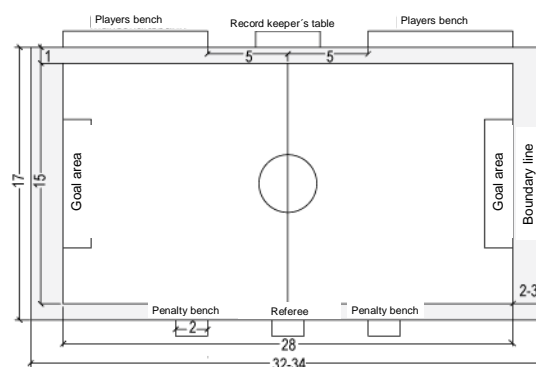 Players bench
Record keeper´s table
Players bench
1
5
5
17
15
Goal area
Goal area
Boundary line
2-3
Penalty bench
Referee
Penalty bench
2
28
32-34